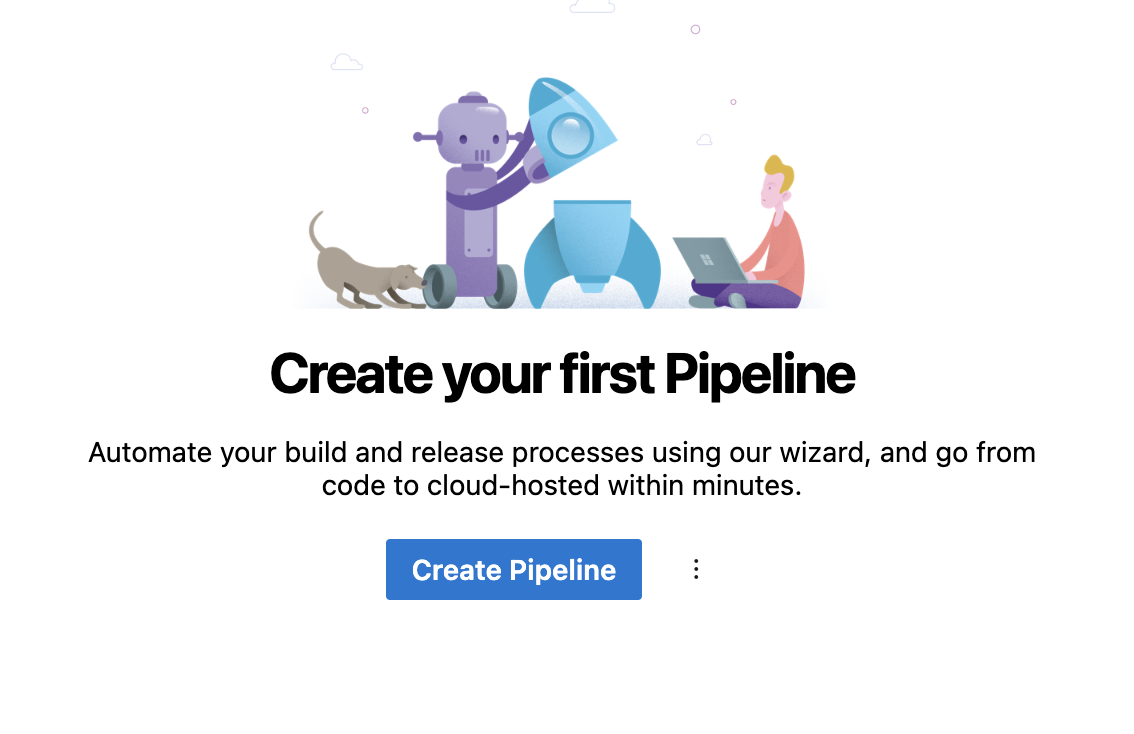 Create your first Pipeline
Automate your build and release processes using our wizard, and go from
code to cloud-hosted within minutes.
Create Pipeline